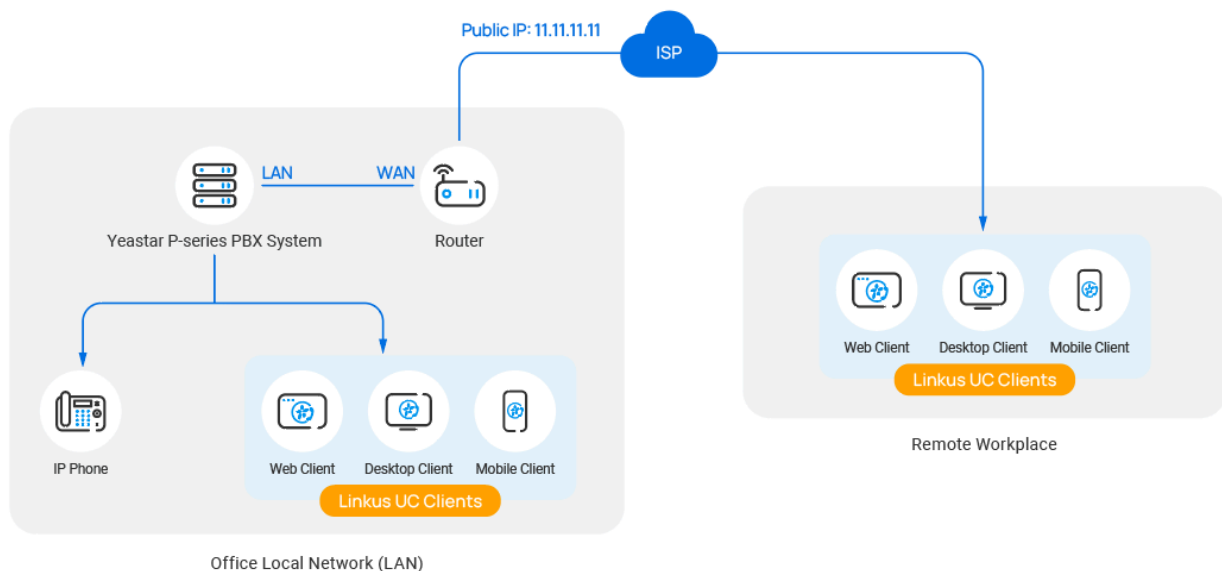 Public IP: 11.11.11.11
ISP
LAN
WAN
Yeastar P-series PBX System
Router
IP Phone
Web Client
Desktop Client
Mobile Client
Linkus UC Clients
Office Local Network (LAN)
Web Client
Desktop Client
Mobile Client
Linkus UC Clients
Remote Workplace